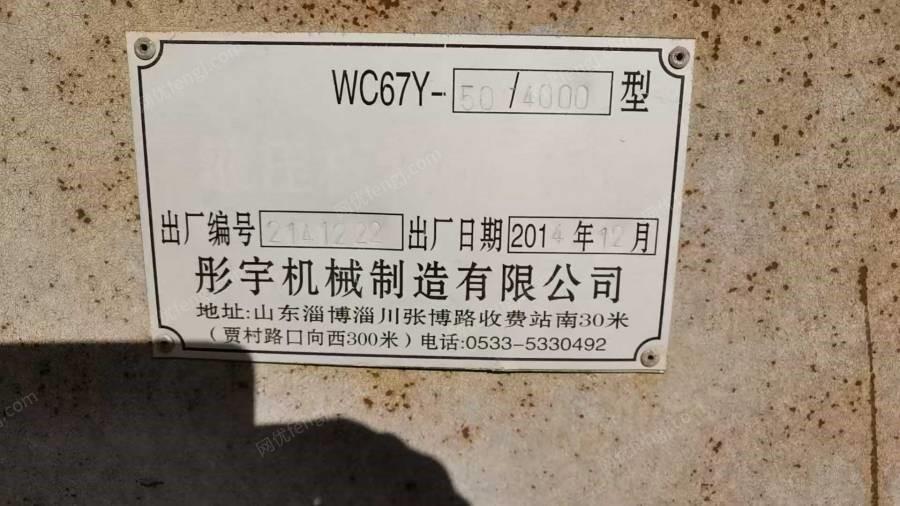 WC67Y-50/4000型
出厂编号 2141222 出厂日期 2014年12月
彤宇机械制造有限公司
地址:山东淄博淄川张博路收费站南30米
(贾村路口向西300米)电话:0533-5330492